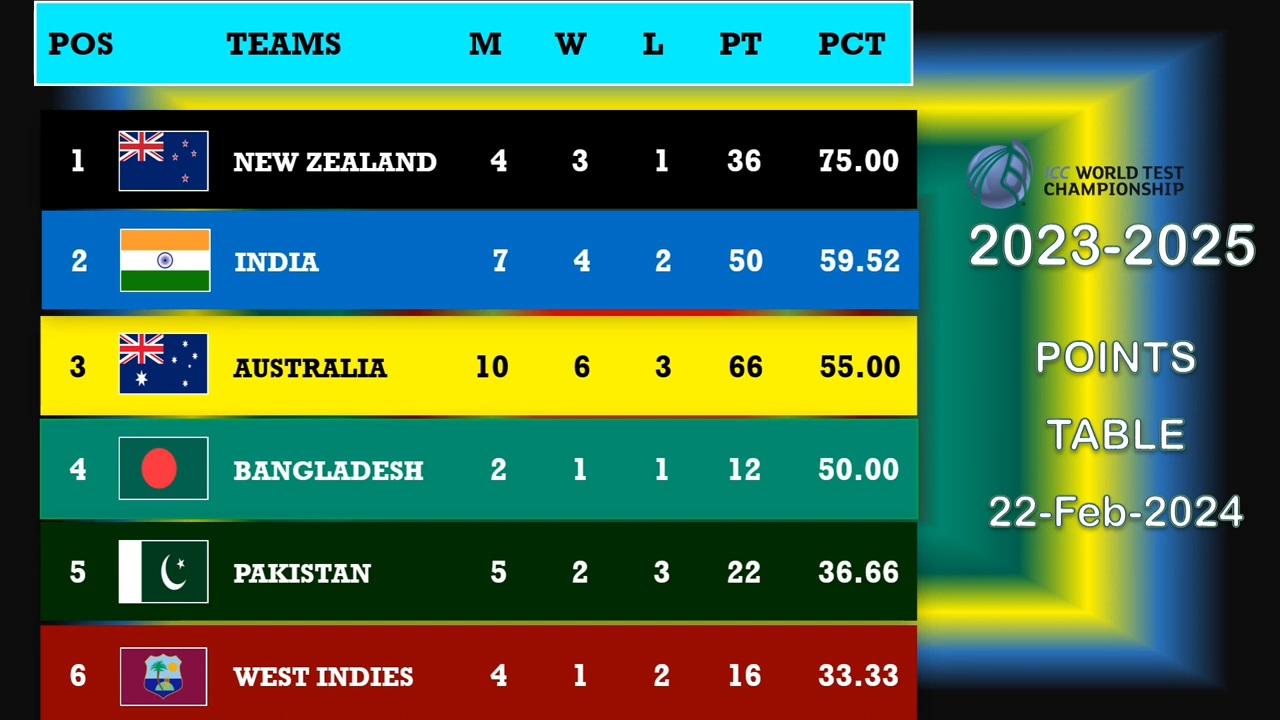 POS TEAMS M W L PT PCT
1 NEW ZEALAND 4 3 1 36 75.00
2 INDIA 7 4 2 50 59.52
3 AUSTRALIA 10 6 3 66 55.00
4 BANGLADESH 2 1 1 12 50.00
5 PAKISTAN 5 2 3 22 36.66
6 WEST INDIES 4 1 2 16 33.33
ICC WORLD TEST
CHAMPIONSHIP
2023-2025
POINTS
TABLE
22-Feb-2024